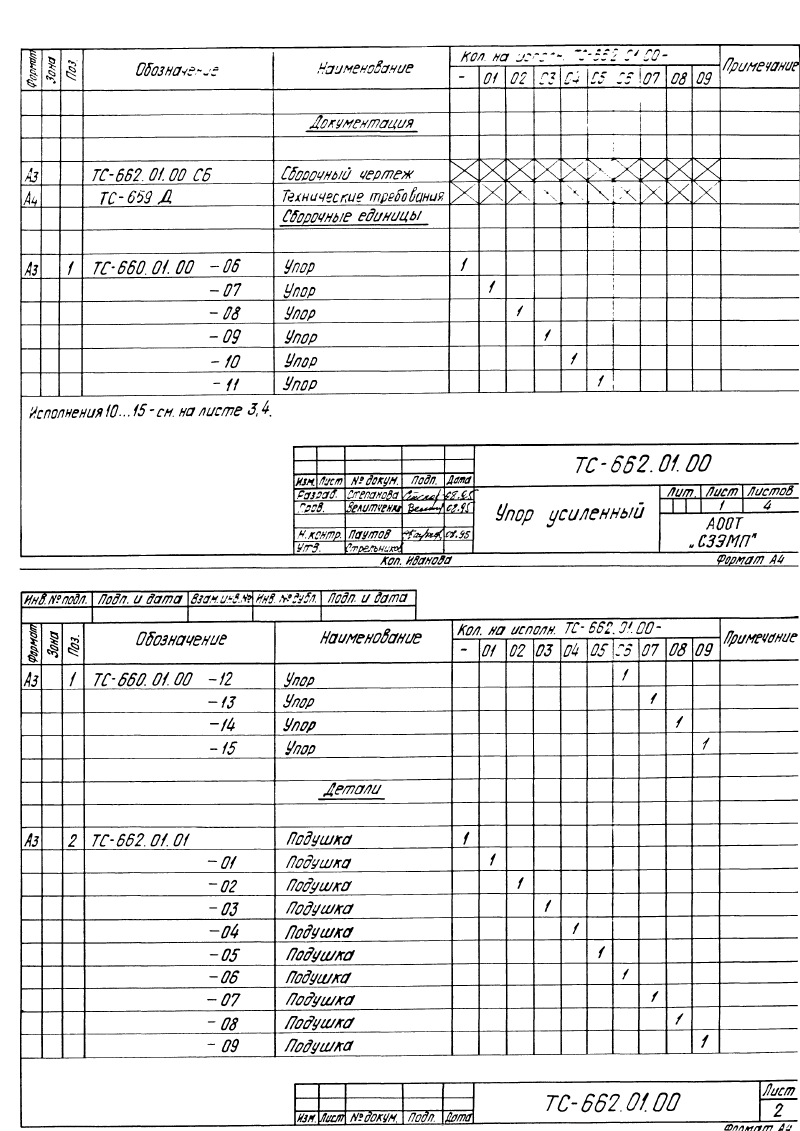 Формат Зона Поз. Обозначение Наименование Кол. на исполн. ТС-662.01.00- Примечание
- 01 02 03 04 05 06 07 08 09
Документация
А3 ТС-662.01.00 СБ Сборочный чертеж
А4 ТС-659 Д Технические требования
Сборочные единицы
А3 1 ТС-660.01.00 -06 Упор 1
-07 Упор 1
-08 Упор 1
-09 Упор 1
-10 Упор 1
-11 Упор 1
Исполнения 10...15 - см. на листе 3,4.
ТС-662.01.00
Изм. Лист № докум. Подп. Дата
Разраб. Степанова 02.95
Пров. Велитченко 02.95
Н.контр. Паутов 02.95
Утв. Стрельников
Упор усиленный
Лит. Лист Листов
1 4
АООТ
„СЗЭМП"
Коп. Иванова Формат А4
Инв. № подл. Подп. и дата Взам. инв. № Инв. № дубл. Подп. и дата
Формат Зона Поз. Обозначение Наименование Кол. на исполн. ТС-662.01.00- Примечание
- 01 02 03 04 05 06 07 08 09
А3 1 ТС-660.01.00 -12 Упор 1
-13 Упор 1
-14 Упор 1
-15 Упор 1
Детали
А3 2 ТС-662.01.01 Подушка 1
-01 Подушка 1
-02 Подушка 1
-03 Подушка 1
-04 Подушка 1
-05 Подушка 1
-06 Подушка 1
-07 Подушка 1
-08 Подушка 1
-09 Подушка 1
Изм. Лист № докум. Подп. Дата
ТС-662.01.00
Лист
2
Формат А4